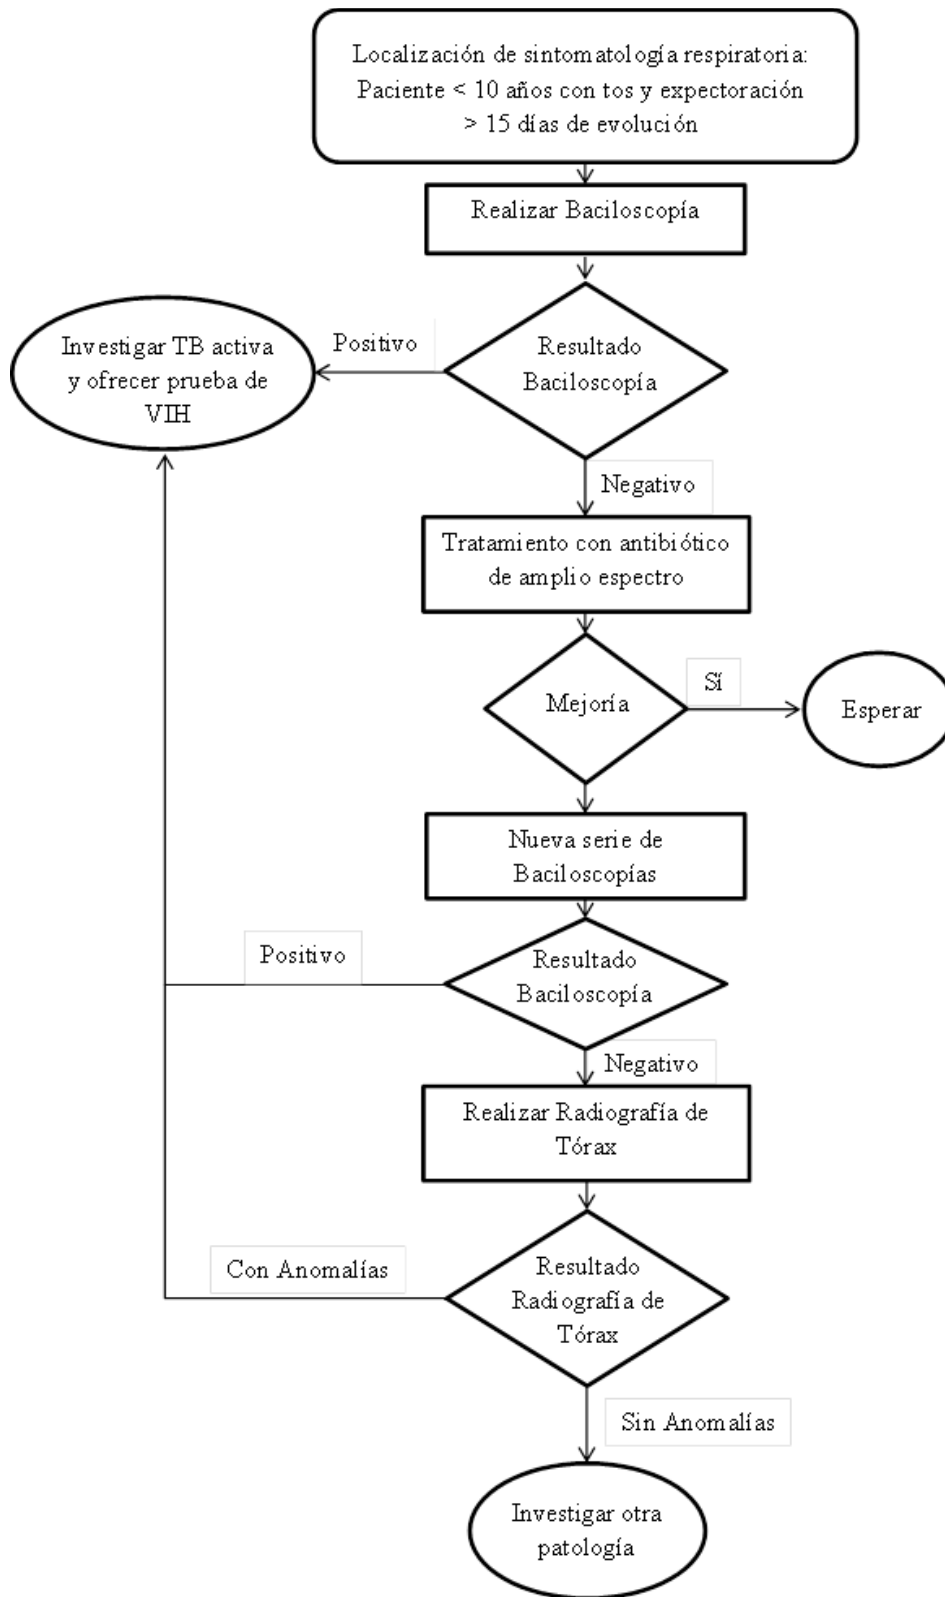 Localización de sintomatología respiratoria:
Paciente < 10 años con tos y expectoración
> 15 días de evolución
Realizar Baciloscopía
Resultado
Baciloscopía
Positivo
Investigar TB activa
y ofrecer prueba de
VIH
Negativo
Tratamiento con antibiótico
de amplio espectro
Mejoría
Sí
Esperar
Nueva serie de
Baciloscopías
Resultado
Baciloscopía
Positivo
Negativo
Realizar Radiografía de
Tórax
Resultado
Radiografía de
Tórax
Con Anomalías
Sin Anomalías
Investigar otra
patología